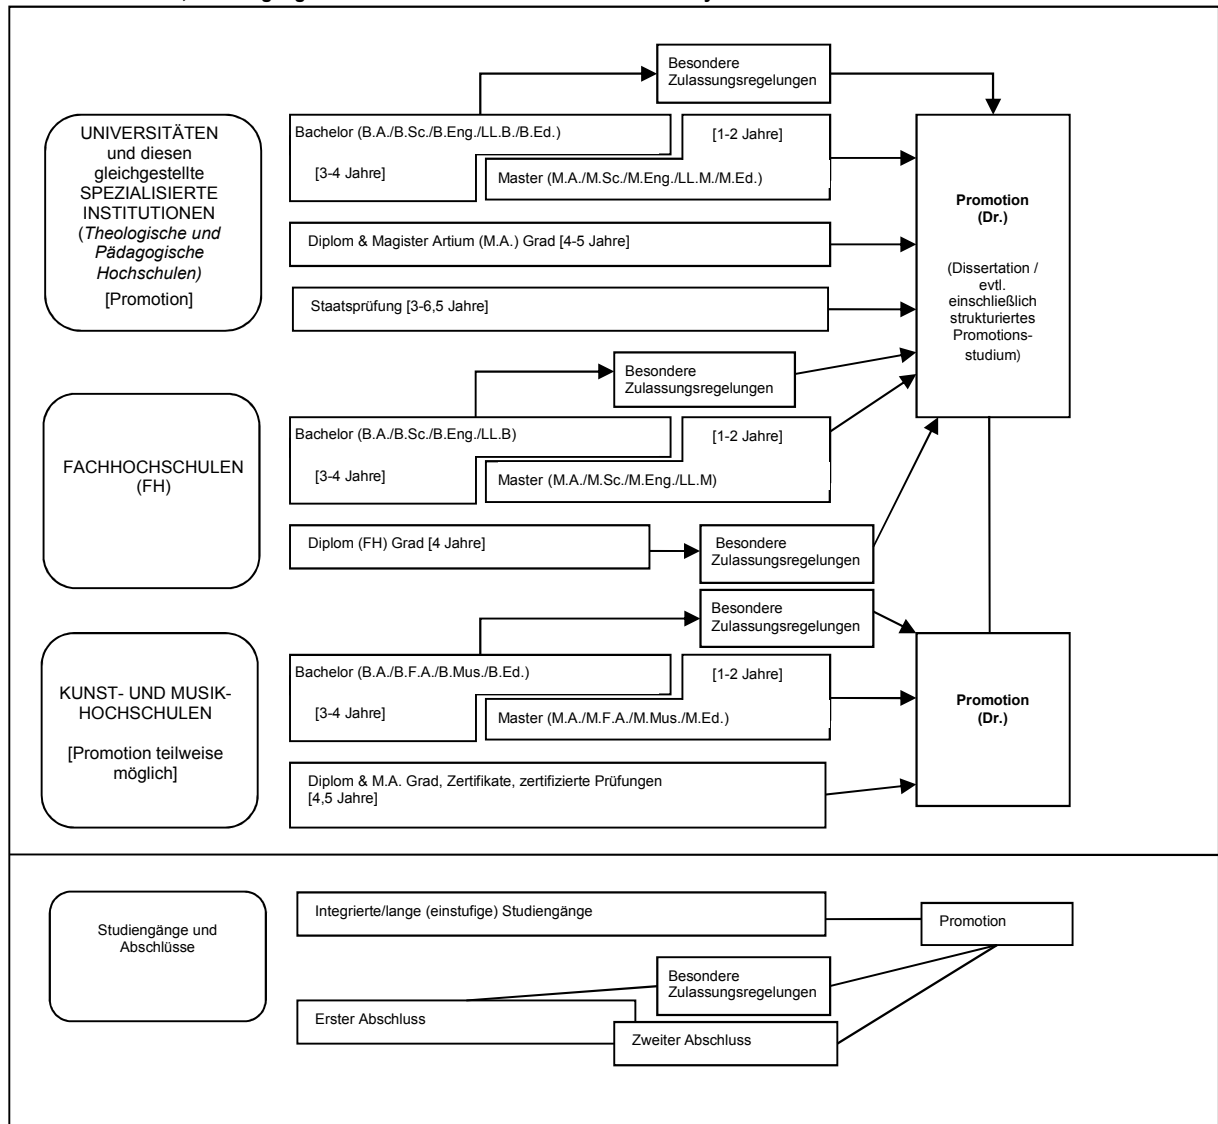 Besondere
Zulassungsregelungen
UNIVERSITÄTEN
und diesen
gleichgestellte
SPEZIALISIERTE
INSTITUTIONEN
(Theologische und
Pädagogische
Hochschulen)
[Promotion]
Bachelor (B.A./B.Sc./B.Eng./LL.B./B.Ed.)
[3-4 Jahre]
[1-2 Jahre]
Master (M.A./M.Sc./M.Eng./LL.M./M.Ed.)
Diplom & Magister Artium (M.A.) Grad [4-5 Jahre]
Staatsprüfung [3-6,5 Jahre]
Promotion
(Dr.)
(Dissertation /
evtl.
einschließlich
strukturiertes
Promotions-
studium)
Besondere
Zulassungsregelungen
FACHHOCHSCHULEN
(FH)
Bachelor (B.A./B.Sc./B.Eng./LL.B)
[3-4 Jahre]
[1-2 Jahre]
Master (M.A./M.Sc./M.Eng./LL.M)
Diplom (FH) Grad [4 Jahre]
Besondere
Zulassungsregelungen
Besondere
Zulassungsregelungen
KUNST- UND MUSIK-
HOCHSCHULEN
[Promotion teilweise
möglich]
Bachelor (B.A./B.F.A./B.Mus./B.Ed.)
[3-4 Jahre]
[1-2 Jahre]
Master (M.A./M.F.A./M.Mus./M.Ed.)
Diplom & M.A. Grad, Zertifikate, zertifizierte Prüfungen
[4,5 Jahre]
Promotion
(Dr.)
Studiengänge und
Abschlüsse
Integrierte/lange (einstufige) Studiengänge
Promotion
Besondere
Zulassungsregelungen
Erster Abschluss
Zweiter Abschluss